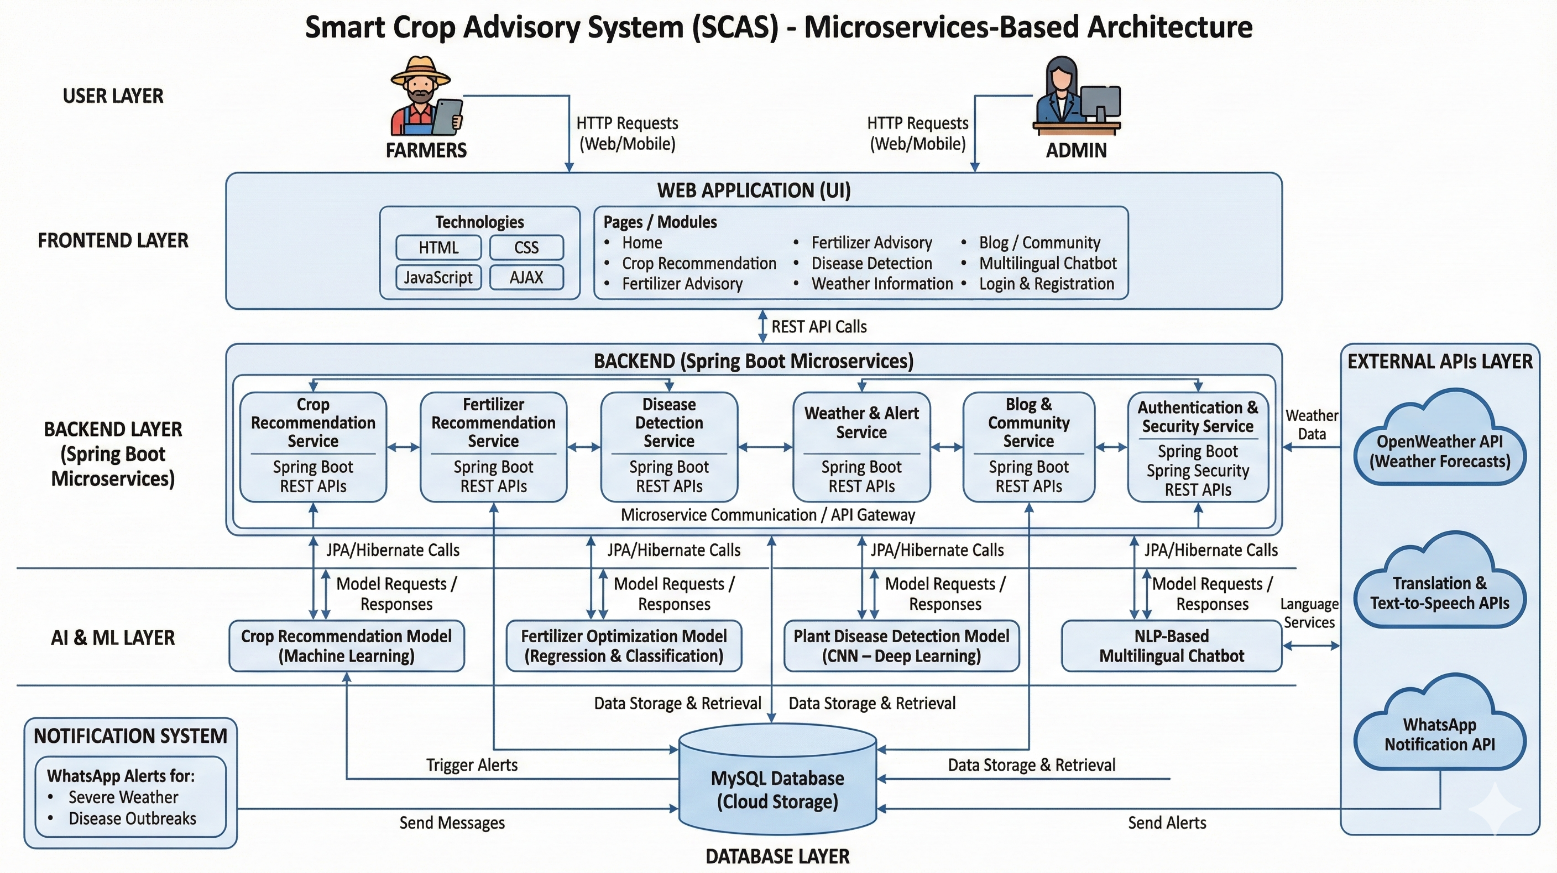 Smart Crop Advisory System (SCAS) - Microservices-Based Architecture
USER LAYER
FARMERS
HTTP Requests
(Web/Mobile)
HTTP Requests
(Web/Mobile)
ADMIN
FRONTEND LAYER
WEB APPLICATION (UI)
Technologies
HTML
CSS
JavaScript
AJAX
Pages / Modules
• Home
• Crop Recommendation
• Fertilizer Advisory
• Fertilizer Advisory
• Disease Detection
• Weather Information
• Blog / Community
• Multilingual Chatbot
• Login & Registration
REST API Calls
BACKEND LAYER
(Spring Boot
Microservices)
BACKEND (Spring Boot Microservices)
Crop
Recommendation
Service
Spring Boot
REST APIs
Fertilizer
Recommendation
Service
Spring Boot
REST APIs
Disease
Detection
Service
Spring Boot
REST APIs
Weather & Alert
Service
Spring Boot
REST APIs
Blog &
Community
Service
Spring Boot
REST APIs
Authentication &
Security Service
Spring Boot
Spring Security
REST APIs
Microservice Communication / API Gateway
Weather
Data
EXTERNAL APIs LAYER
OpenWeather API
(Weather Forecasts)
Translation &
Text-to-Speech APIs
WhatsApp
Notification API
JPA/Hibernate Calls
JPA/Hibernate Calls
JPA/Hibernate Calls
JPA/Hibernate Calls
Model Requests /
Responses
Model Requests /
Responses
Model Requests /
Responses
Model Requests /
Responses
Language
Services
AI & ML LAYER
Crop Recommendation Model
(Machine Learning)
Fertilizer Optimization Model
(Regression & Classification)
Plant Disease Detection Model
(CNN – Deep Learning)
NLP-Based
Multilingual Chatbot
Data Storage & Retrieval
Data Storage & Retrieval
NOTIFICATION SYSTEM
WhatsApp Alerts for:
• Severe Weather
• Disease Outbreaks
Trigger Alerts
Send Messages
MySQL Database
(Cloud Storage)
Data Storage & Retrieval
Send Alerts
DATABASE LAYER